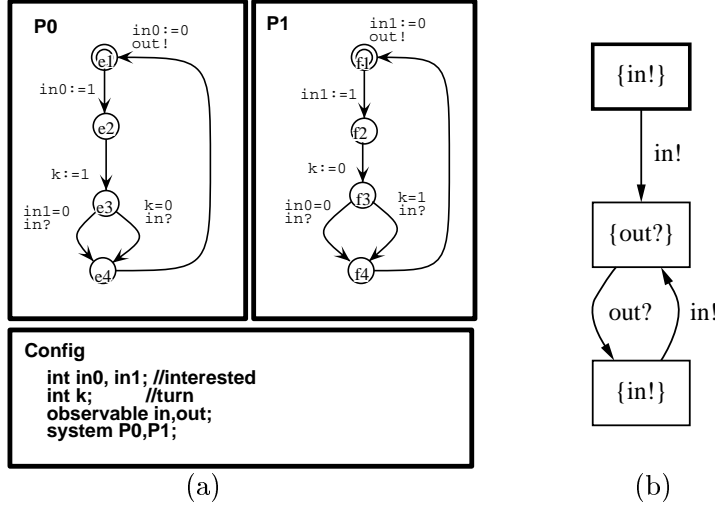 P0
in0:=0
out!
e1
in0:=1
e2
k:=1
e3
in1=0
in?
k=0
in?
e4
P1
in1:=0
out!
f1
in1:=1
f2
k:=0
f3
in0=0
in?
k=1
in?
f4
Config
int in0, in1; //interested
int k; //turn
observable in,out;
system P0,P1;
(a)
{in!}
in!
{out?}
out?
in!
{in!}
(b)